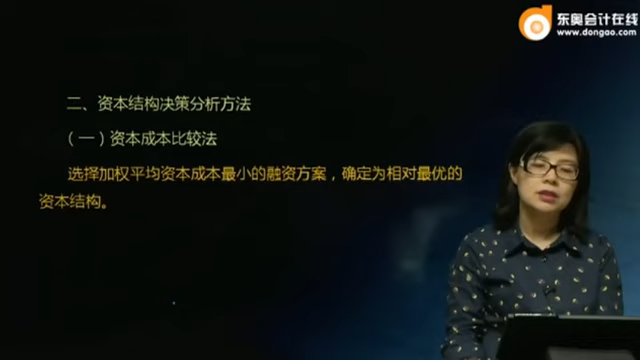 东奥会计在线
www.dongao.com
二、资本结构决策分析方法
（一）资本成本比较法
选择加权平均资本成本最小的融资方案，确定为相对最优的
资本结构。